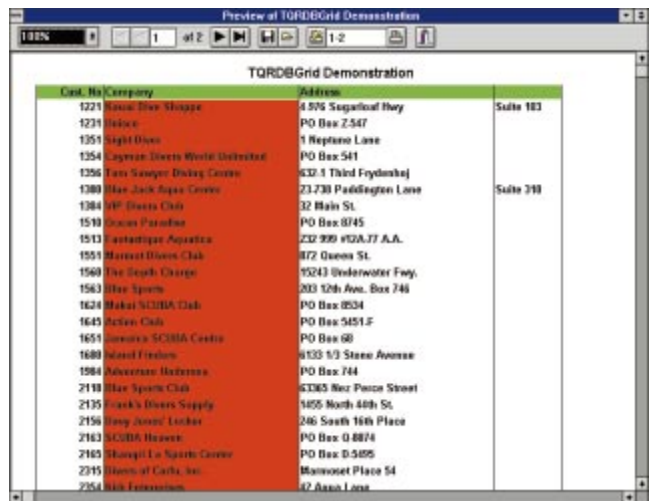 Preview of TQRDBGrid Demonstration
100% 1 of 2 1-2
TQRDBGrid Demonstration
Cust. No Company Address
1221 Kauai Dive Shoppe 4-976 Sugarloaf Hwy Suite 103
1231 Unisco PO Box Z-547
1351 Sight Diver 1 Neptune Lane
1354 Cayman Divers World Unlimited PO Box 541
1356 Tom Sawyer Diving Centre 632-1 Third Frydenhoj
1380 Blue Jack Aqua Center 23-738 Paddington Lane Suite 310
1384 VIP Divers Club 32 Main St.
1510 Ocean Paradise PO Box 8745
1513 Fantastique Aquatica Z32 999 #12A-77 A.A.
1551 Marmot Divers Club 872 Queen St.
1560 The Depth Charge 15243 Underwater Fwy.
1563 Blue Sports 203 12th Ave. Box 746
1624 Makai SCUBA Club PO Box 8534
1645 Action Club PO Box 5451-F
1651 Jamaica SCUBA Centre PO Box 68
1680 Island Finders 6133 1/3 Stone Avenue
1984 Adventure Undersea PO Box 744
2118 Blue Sports Club 63365 Nez Perce Street
2135 Frank's Divers Supply 1455 North 44th St.
2156 Davy Jones' Locker 246 South 16th Place
2163 SCUBA Heaven PO Box Q-8874
2165 Shangri-La Sports Center PO Box D-5495
2315 Divers of Corfu, Inc. Marmoset Place 54
2354 Kirk Enterprises 42 Aqua Lane